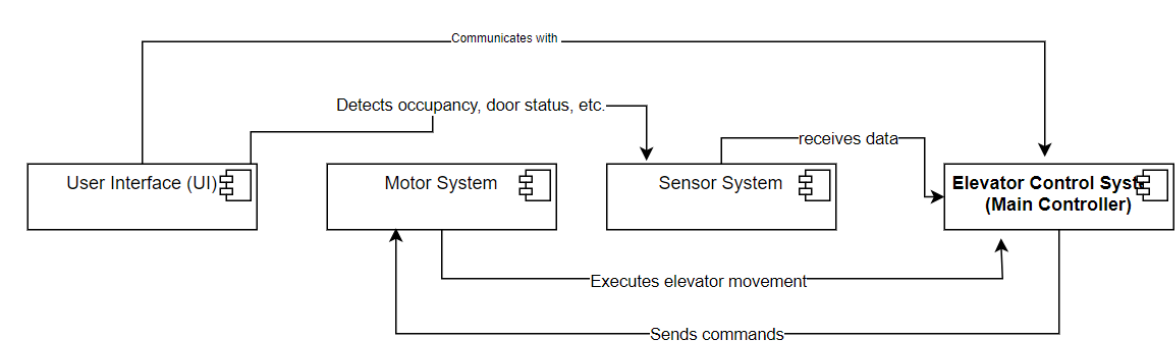 Communicates with
Detects occupancy, door status, etc.
receives data
User Interface (UI)
Motor System
Sensor System
Elevator Control Syste
(Main Controller)
Executes elevator movement
Sends commands